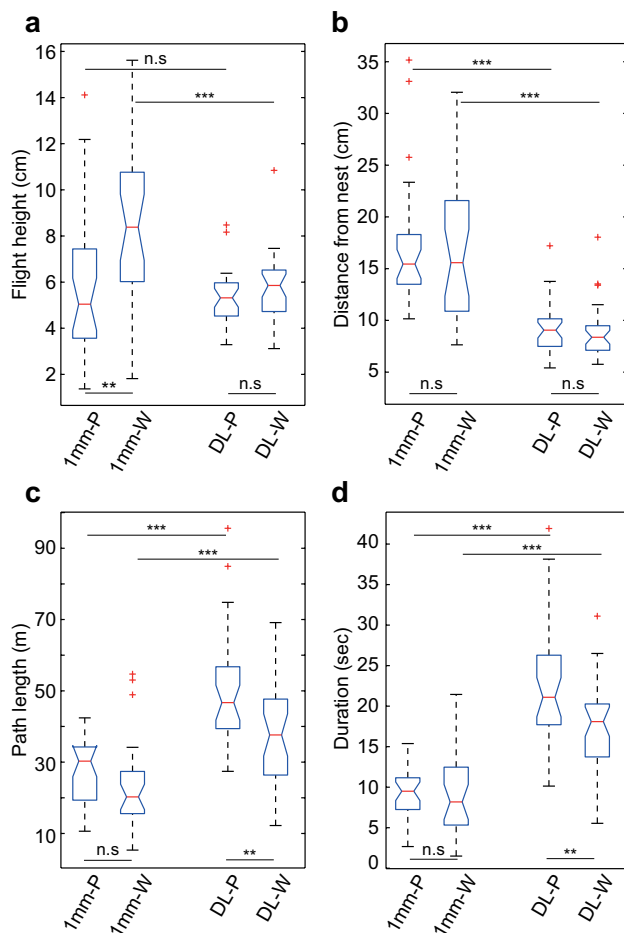 a
Flight height (cm)
16
14
12
10
8
6
4
2
n.s
***
**
n.s
1mm-P
1mm-W
DL-P
DL-W
b
Distance from nest (cm)
35
30
25
20
15
10
5
***
***
n.s
n.s
1mm-P
1mm-W
DL-P
DL-W
c
Path length (m)
90
70
50
30
10
***
***
n.s
**
1mm-P
1mm-W
DL-P
DL-W
d
Duration (sec)
40
35
30
25
20
15
10
5
0
***
***
n.s
**
1mm-P
1mm-W
DL-P
DL-W